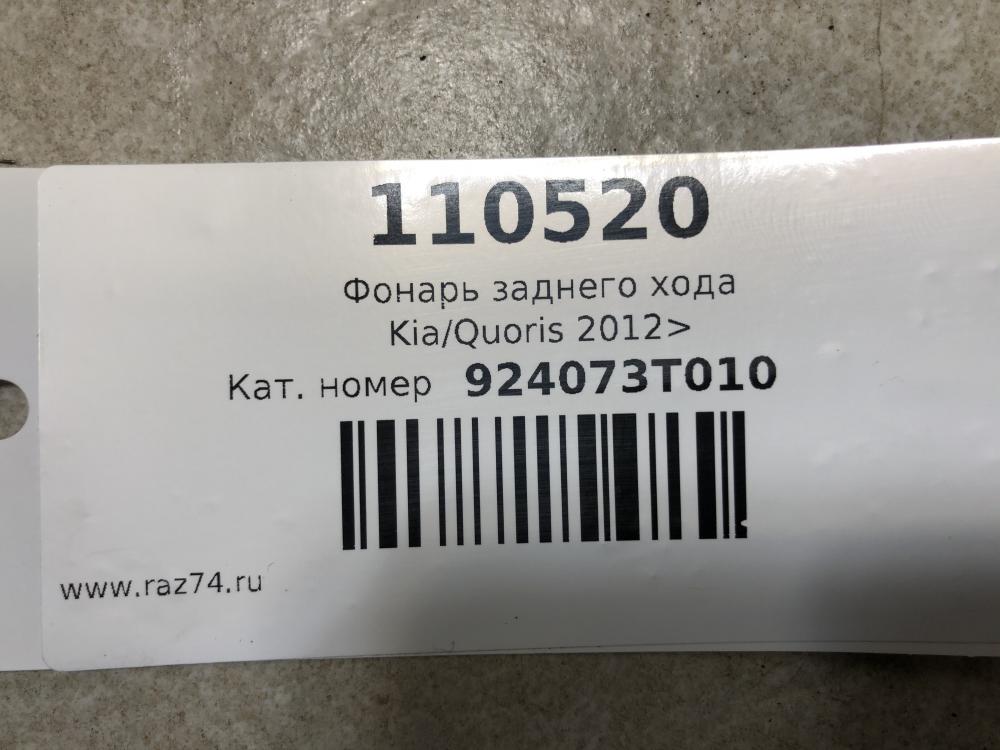 110520
Фонарь заднего хода
Kia/Quoris 2012>
Кат. номер 924073T010
www.raz74.ru